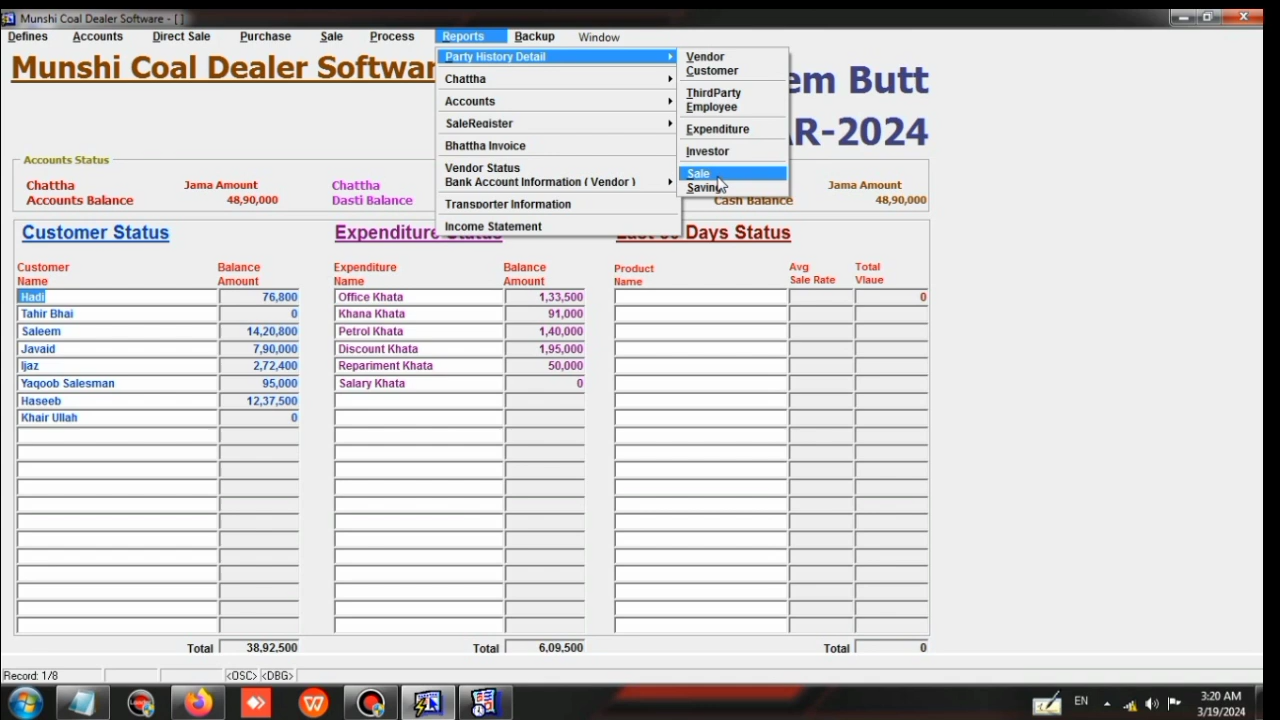 Munshi Coal Dealer Software - [ ]
Defines Accounts Direct Sale Purchase Sale Process Reports Backup Window
Munshi Coal Dealer Softwar
em Butt
R-2024
Party History Detail
Chattha
Accounts
SaleRegister
Bhattha Invoice
Vendor Status
Bank Account Information ( Vendor )
Transporter Information
Income Statement
Vendor
Customer
ThirdParty
Employee
Expenditure
Investor
Sale
Saving
Accounts Status
Chattha Jama Amount Chattha Jama Amount
Accounts Balance 48,90,000 Dasti Balance Cash Balance 48,90,000
Customer Status Expenditure Status Days Status
Customer Name Balance Amount Expenditure Name Balance Amount Product Name Avg Sale Rate Total Vlaue
Hadi 76,800 Office Khata 1,33,500 0
Tahir Bhai 0 Khana Khata 91,000
Saleem 14,20,800 Petrol Khata 1,40,000
Javaid 7,90,000 Discount Khata 1,95,000
Ijaz 2,72,400 Repariment Khata 50,000
Yaqoob Salesman 95,000 Salary Khata 0
Haseeb 12,37,500
Khair Ullah 0
Total 38,92,500 Total 6,09,500 Total 0
Record: 1/8 <OSC> <DBG>
EN
3:20 AM
3/19/2024